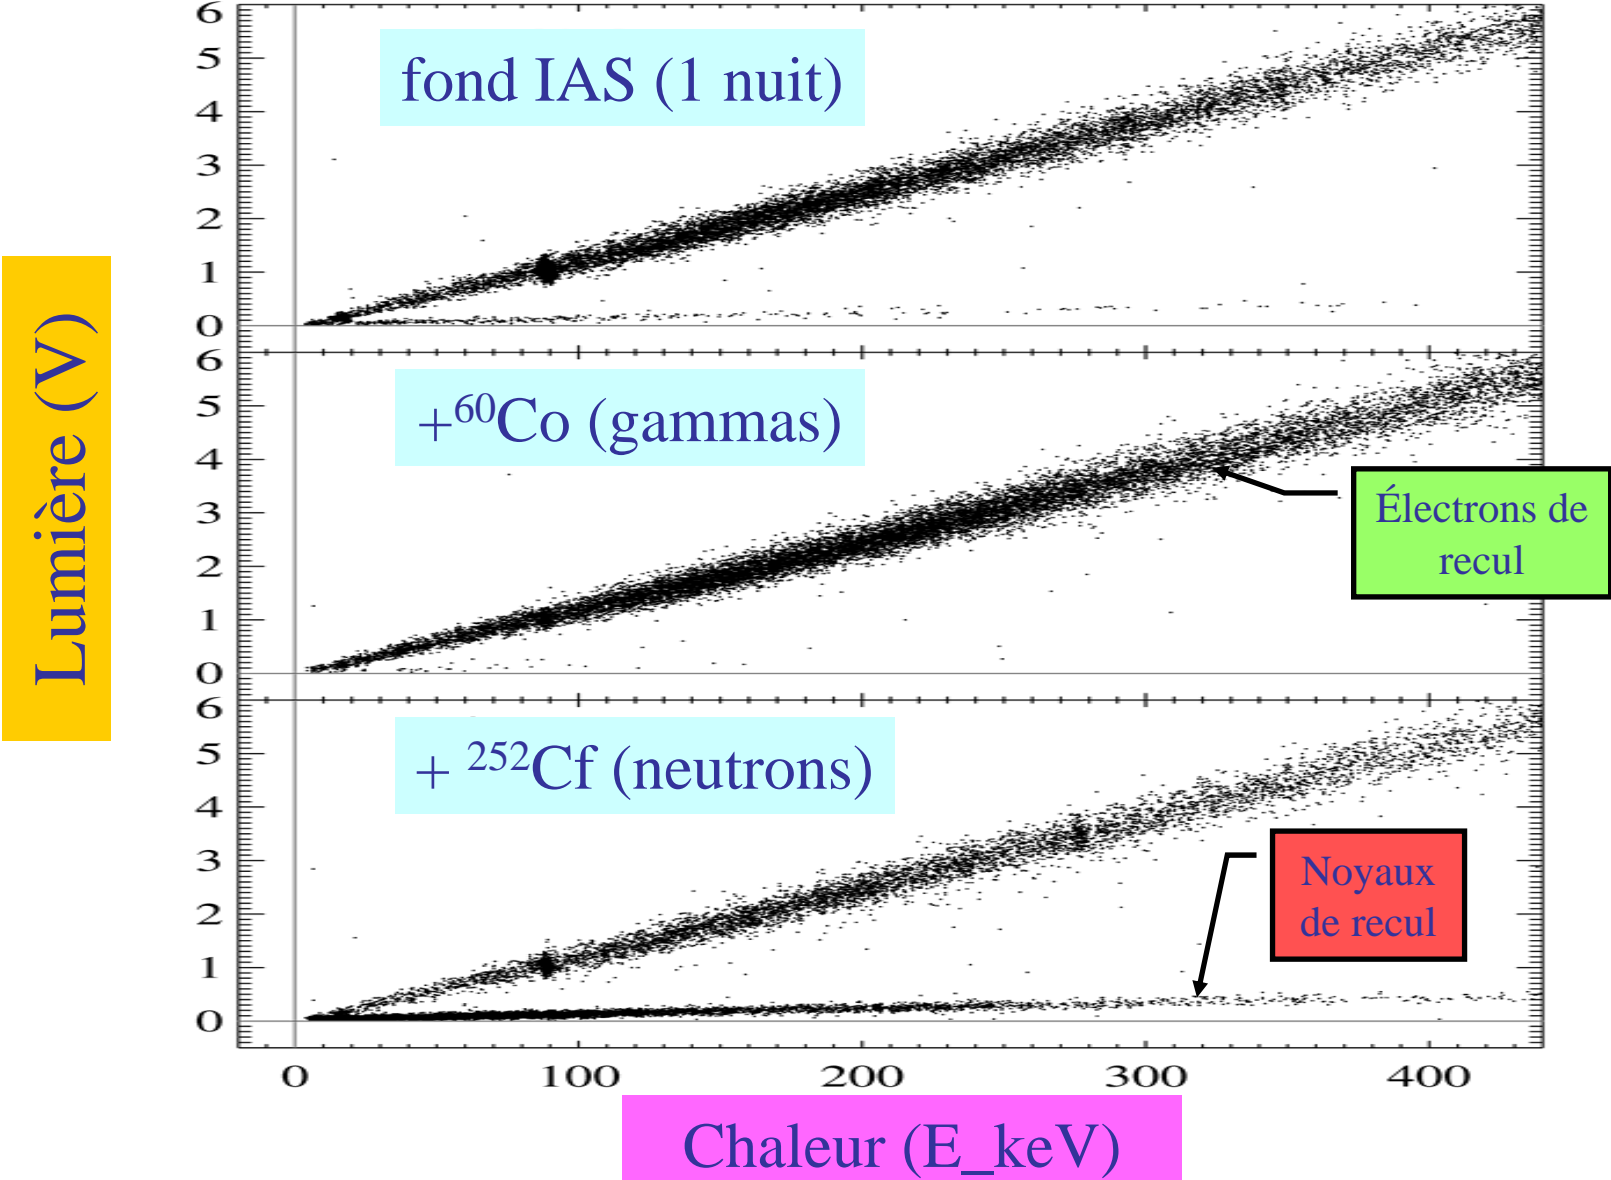 6
5
4
3
2
1
0
fond IAS (1 nuit)
6
5
4
3
2
1
0
+⁶⁰Co (gammas)
Électrons de
recul
6
5
4
3
2
1
0
+ ²⁵²Cf (neutrons)
Noyaux
de recul
Lumière (V)
0 100 200 300 400
Chaleur (E_keV)